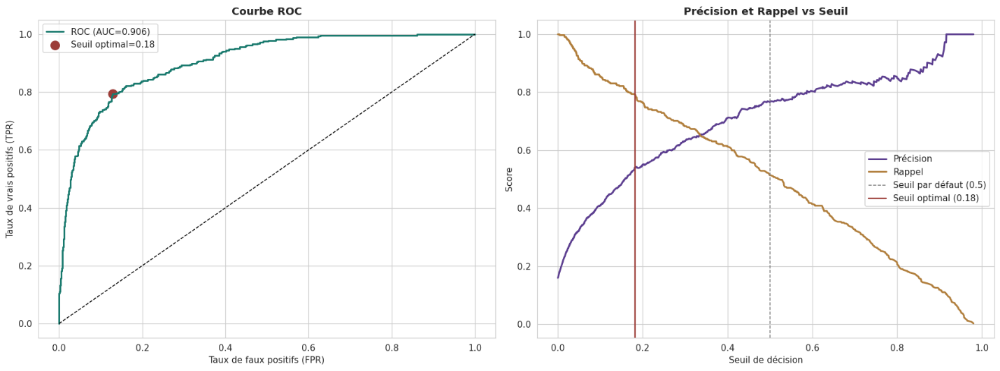 Courbe ROC
ROC (AUC=0.906)
Seuil optimal=0.18
Taux de vrais positifs (TPR)
1.0
0.8
0.6
0.4
0.2
0.0
0.0 0.2 0.4 0.6 0.8 1.0
Taux de faux positifs (FPR)
Précision et Rappel vs Seuil
Score
1.0
0.8
0.6
0.4
0.2
0.0
Précision
Rappel
Seuil par défaut (0.5)
Seuil optimal (0.18)
0.0 0.2 0.4 0.6 0.8 1.0
Seuil de décision